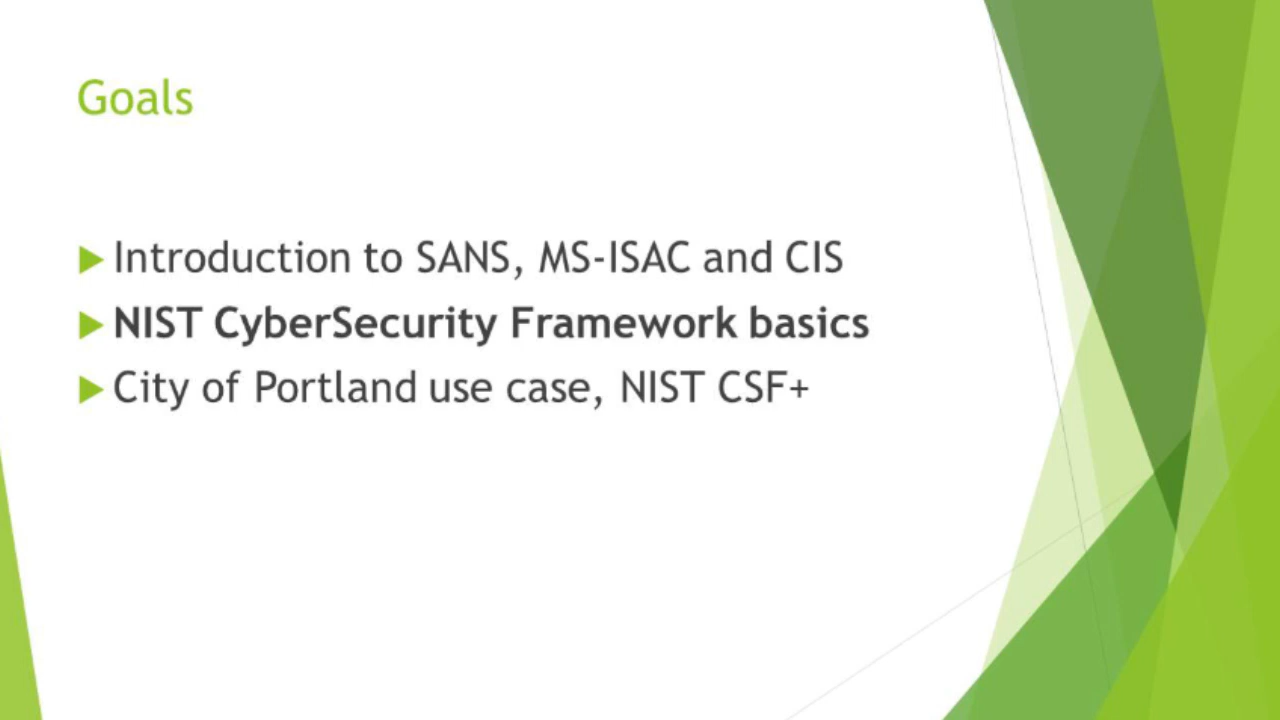 Goals
Introduction to SANS, MS-ISAC and CIS
NIST CyberSecurity Framework basics
City of Portland use case, NIST CSF+